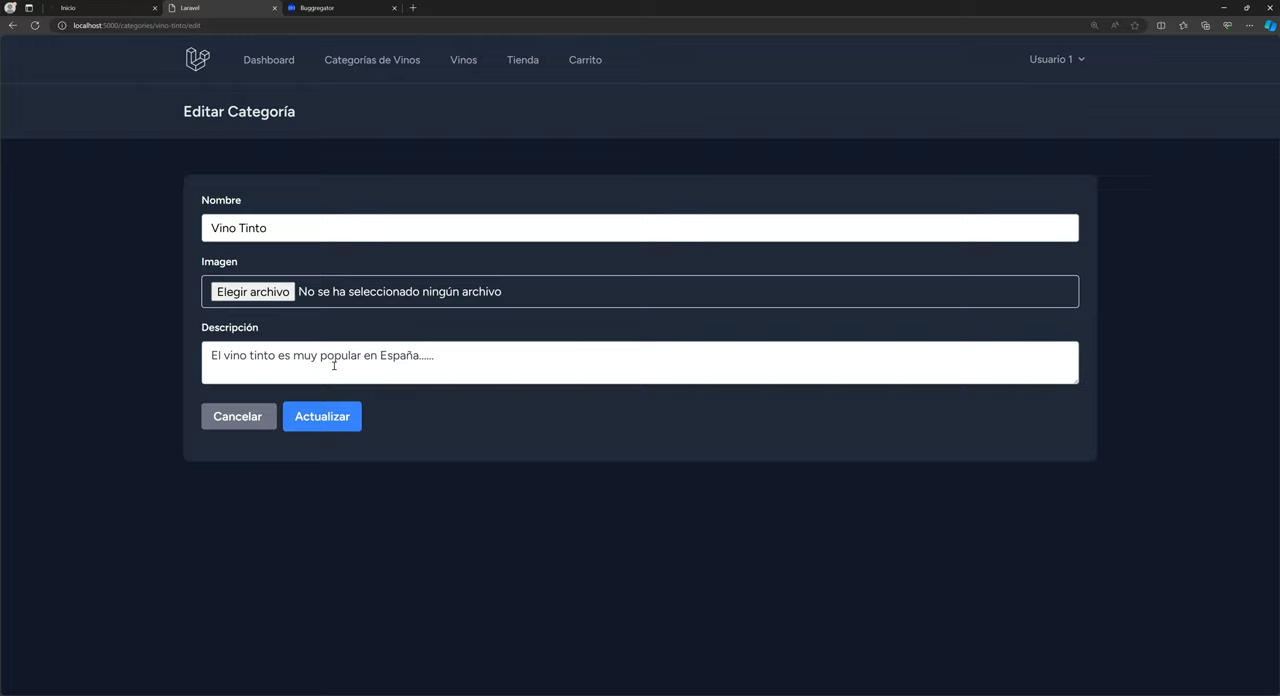 Inicio
Laravel
Buggregator
localhost:5000/categories/vino-tinto/edit
Dashboard Categorías de Vinos Vinos Tienda Carrito Usuario 1
Editar Categoría
Nombre
Vino Tinto
Imagen
Elegir archivo No se ha seleccionado ningún archivo
Descripción
El vino tinto es muy popular en España......
Cancelar Actualizar